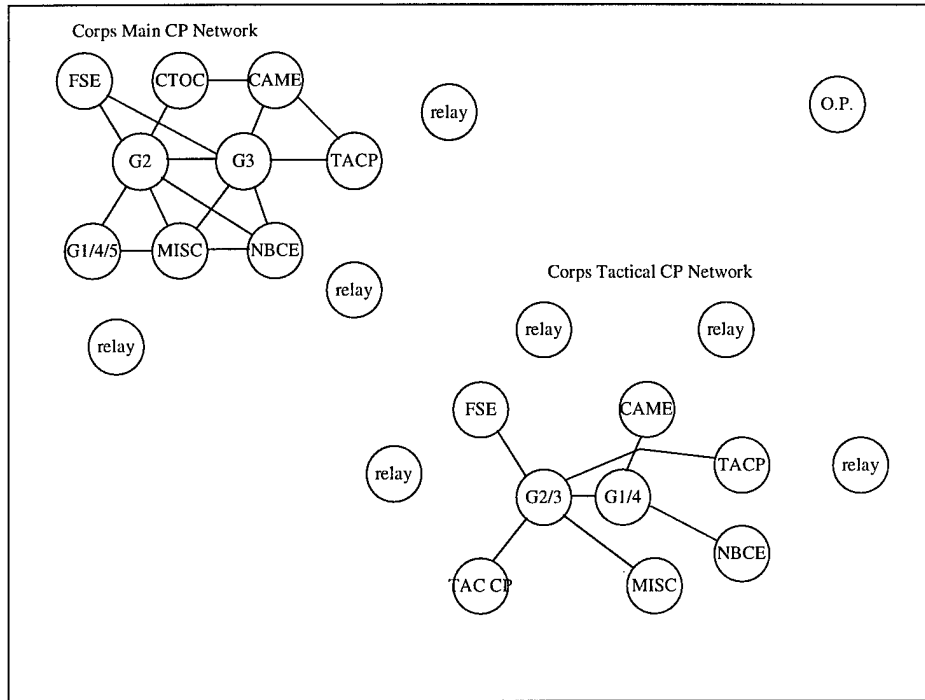 Corps Main CP Network
FSE
CTOC
CAME
relay
O.P.
G2
G3
TACP
G1/4/5
MISC
NBCE
Corps Tactical CP Network
relay
relay
relay
relay
FSE
CAME
relay
TACP
relay
G2/3
G1/4
NBCE
TAC CP
MISC